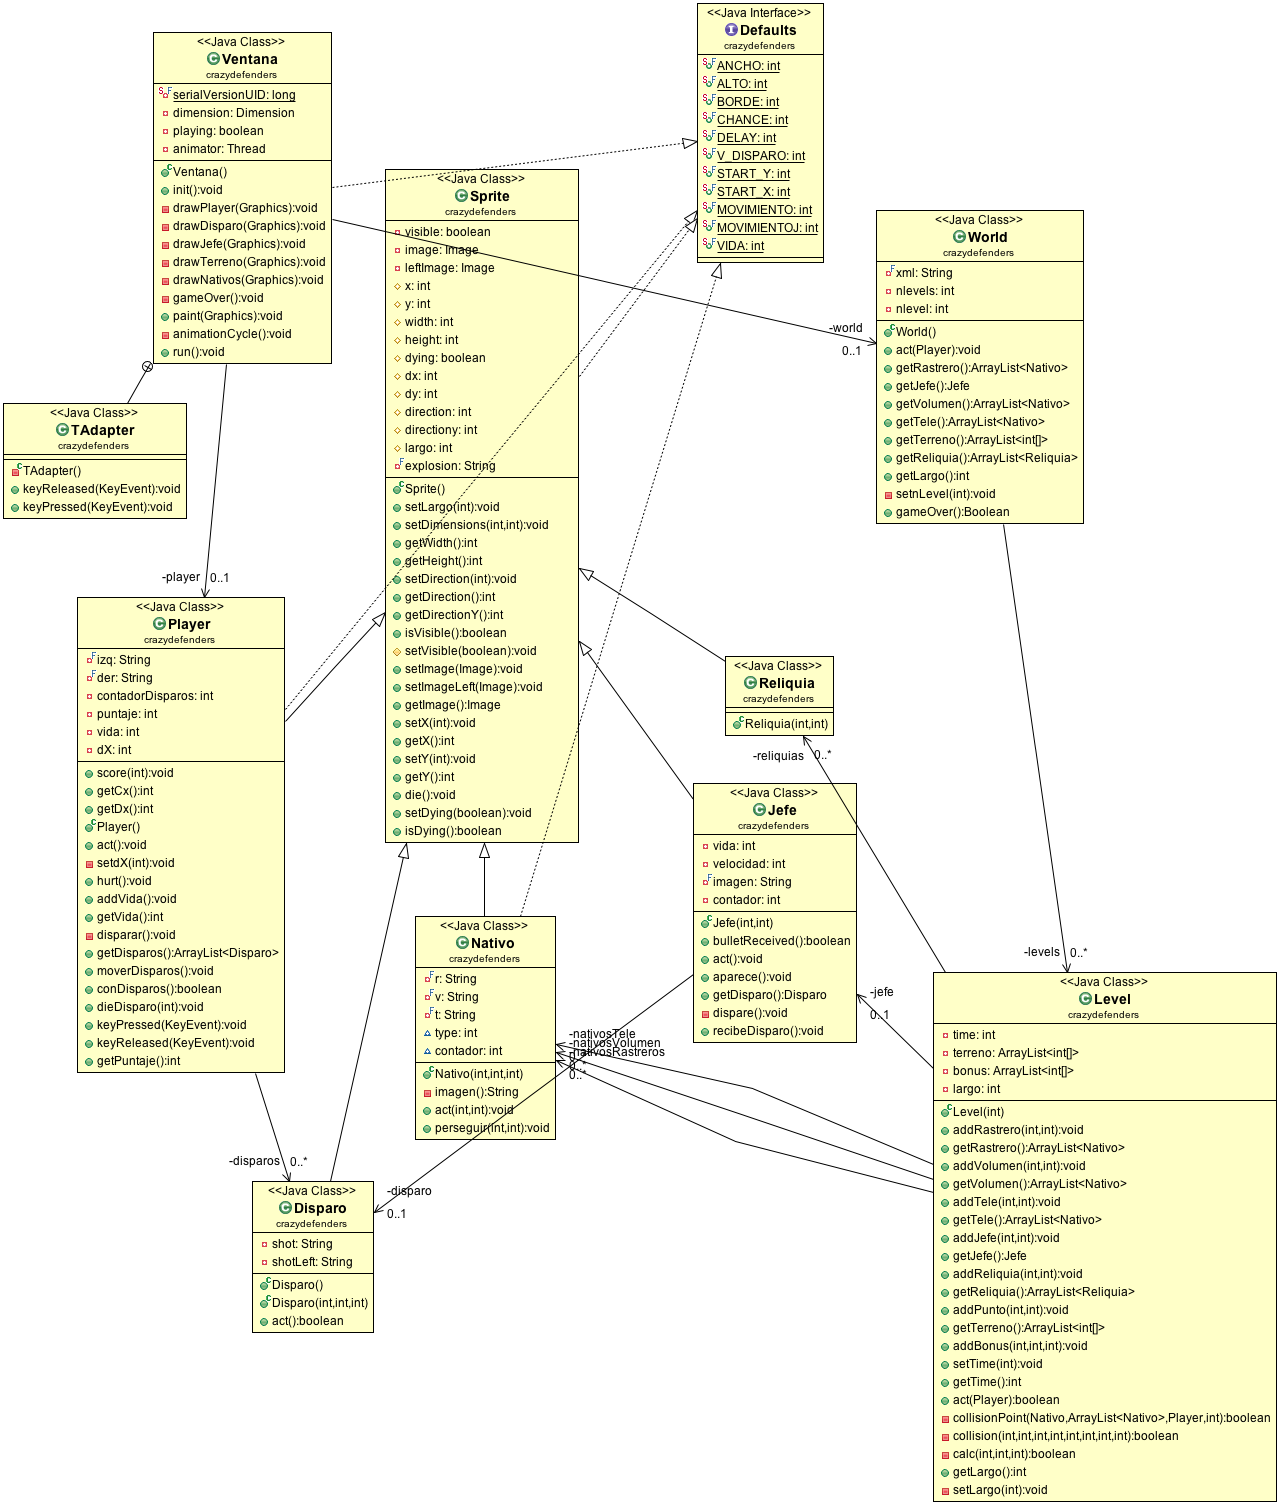 <<Java Class>>
Ventana
crazydefenders
serialVersionUID: long
dimension: Dimension
playing: boolean
animator: Thread
Ventana()
init():void
drawPlayer(Graphics):void
drawDisparo(Graphics):void
drawJefe(Graphics):void
drawTerreno(Graphics):void
drawNativos(Graphics):void
gameOver():void
paint(Graphics):void
animationCycle():void
run():void
<<Java Interface>>
Defaults
crazydefenders
ANCHO: int
ALTO: int
BORDE: int
CHANCE: int
DELAY: int
V_DISPARO: int
START_Y: int
START_X: int
MOVIMIENTO: int
MOVIMIENTOJ: int
VIDA: int
<<Java Class>>
Sprite
crazydefenders
visible: boolean
image: Image
leftImage: Image
x: int
y: int
width: int
height: int
dying: boolean
dx: int
dy: int
direction: int
directiony: int
largo: int
explosion: String
Sprite()
setLargo(int):void
setDimensions(int,int):void
getWidth():int
getHeight():int
setDirection(int):void
getDirection():int
getDirectionY():int
isVisible():boolean
setVisible(boolean):void
setImage(Image):void
setImageLeft(Image):void
getImage():Image
setX(int):void
getX():int
setY(int):void
getY():int
die():void
setDying(boolean):void
isDying():boolean
<<Java Class>>
World
crazydefenders
xml: String
nlevels: int
nlevel: int
World()
act(Player):void
getRastrero():ArrayList<Nativo>
getJefe():Jefe
getVolumen():ArrayList<Nativo>
getTele():ArrayList<Nativo>
getTerreno():ArrayList<int[]>
getReliquia():ArrayList<Reliquia>
getLargo():int
setnLevel(int):void
gameOver():Boolean
-world
0..1
<<Java Class>>
TAdapter
crazydefenders
TAdapter()
keyReleased(KeyEvent):void
keyPressed(KeyEvent):void
-player
0..1
<<Java Class>>
Player
crazydefenders
izq: String
der: String
contadorDisparos: int
puntaje: int
vida: int
dX: int
score(int):void
getCx():int
getDx():int
Player()
act():void
setdX(int):void
hurt():void
addVida():void
getVida():int
disparar():void
getDisparos():ArrayList<Disparo>
moverDisparos():void
conDisparos():boolean
dieDisparo(int):void
keyPressed(KeyEvent):void
keyReleased(KeyEvent):void
getPuntaje():int
<<Java Class>>
Reliquia
crazydefenders
Reliquia(int,int)
-reliquias
0..*
<<Java Class>>
Jefe
crazydefenders
vida: int
velocidad: int
imagen: String
contador: int
Jefe(int,int)
bulletReceived():boolean
act():void
aparece():void
getDisparo():Disparo
dispare():void
recibeDisparo():void
-jefe
0..1
<<Java Class>>
Nativo
crazydefenders
r: String
v: String
t: String
type: int
contador: int
Nativo(int,int,int)
imagen():String
act(int,int):void
perseguir(int,int):void
-nativosTele
-nativosVolumen
-nativosRastreros
0..*
0..*
-levels
0..*
<<Java Class>>
Level
crazydefenders
time: int
terreno: ArrayList<int[]>
bonus: ArrayList<int[]>
largo: int
Level(int)
addRastrero(int,int):void
getRastrero():ArrayList<Nativo>
addVolumen(int,int):void
getVolumen():ArrayList<Nativo>
addTele(int,int):void
getTele():ArrayList<Nativo>
addJefe(int,int):void
getJefe():Jefe
addReliquia(int,int):void
getReliquia():ArrayList<Reliquia>
addPunto(int,int):void
getTerreno():ArrayList<int[]>
addBonus(int,int,int):void
setTime(int):void
getTime():int
act(Player):boolean
collisionPoint(Nativo,ArrayList<Nativo>,Player,int):boolean
collision(int,int,int,int,int,int,int,int):boolean
calc(int,int,int):boolean
getLargo():int
setLargo(int):void
-disparos
0..*
-disparo
0..1
<<Java Class>>
Disparo
crazydefenders
shot: String
shotLeft: String
Disparo()
Disparo(int,int,int)
act():boolean